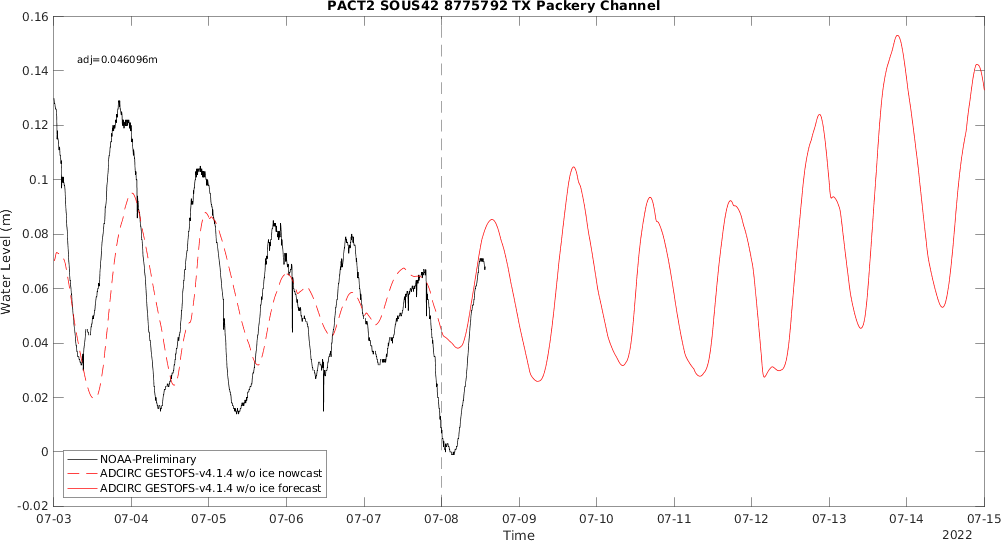 PACT2 SOUS42 8775792 TX Packery Channel
0.16
adj=0.046096m
0.14
0.12
0.1
0.08
0.06
0.04
0.02
0
-0.02
Water Level (m)
NOAA-Preliminary
ADCIRC GESTOFS-v4.1.4 w/o ice nowcast
ADCIRC GESTOFS-v4.1.4 w/o ice forecast
07-03 07-04 07-05 07-06 07-07 07-08 07-09 07-10 07-11 07-12 07-13 07-14 07-15
Time
2022